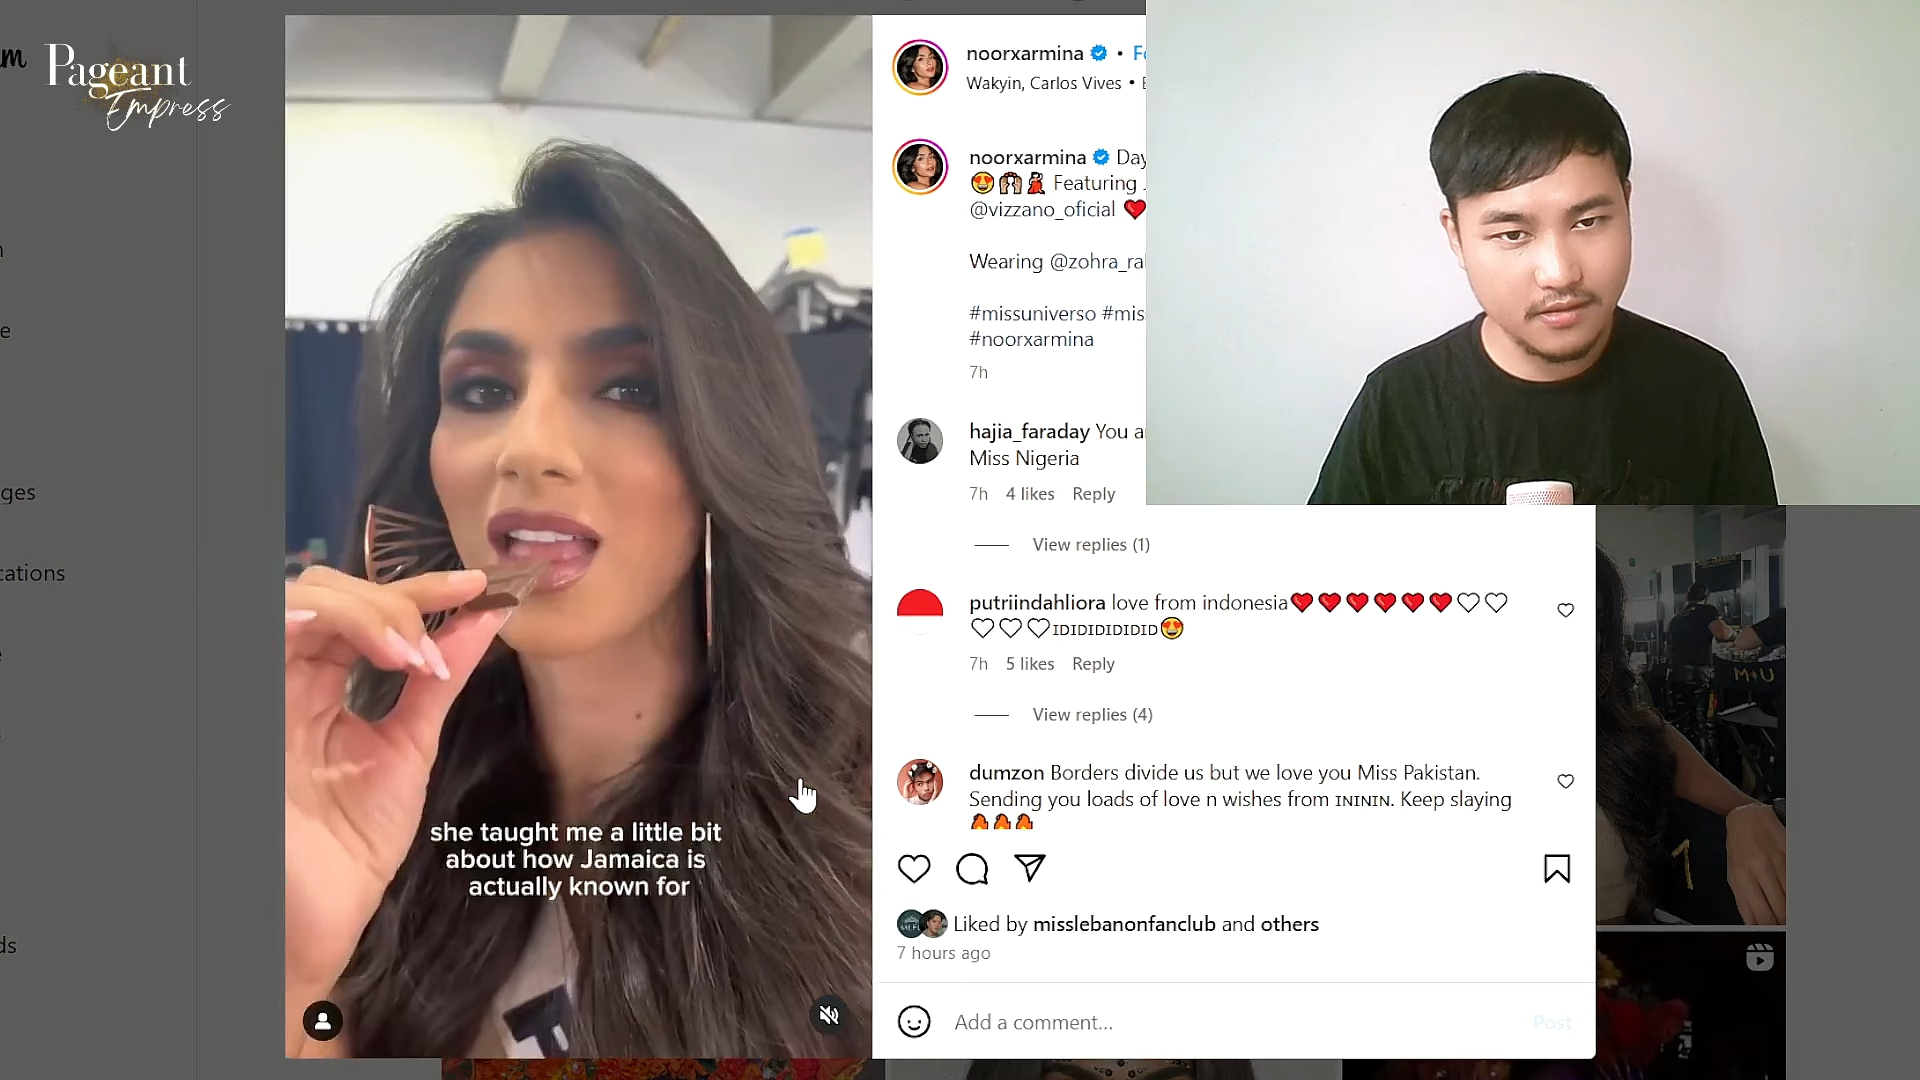 m
Pageant
Empress
ges
cations
ds
she taught me a little bit
about how Jamaica is
actually known for
noorxarmina • Fo
Wakyin, Carlos Vives •
noorxarmina Day
😍🙌💃 Featuring
@vizzano_oficial ❤️
Wearing @zohra_ra
#missuniverso #mis
#noorxarmina
7h
hajia_faraday You a
Miss Nigeria
7h 4 likes Reply
View replies (1)
putriindahliora love from indonesia❤️❤️❤️❤️❤️❤️🤍🤍
🤍🤍🤍IDIDIDIDIDID😍
7h 5 likes Reply
View replies (4)
dumzon Borders divide us but we love you Miss Pakistan.
Sending you loads of love n wishes from INININ. Keep slaying
🔥🔥🔥
Liked by misslebanonfanclub and others
7 hours ago
Add a comment...
Post
M✦U